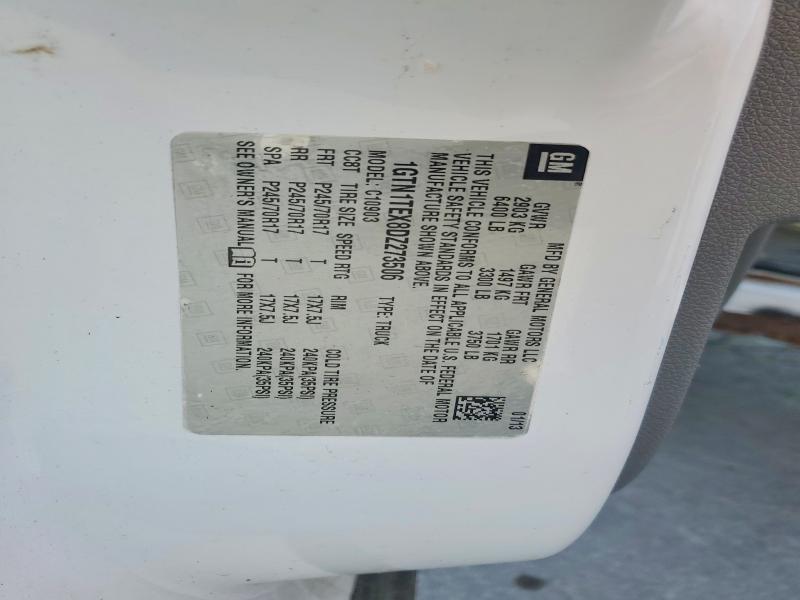 GM
MFD BY GENERAL MOTORS LLC 01/13
GVWR GAWR FRT GAWR RR
2903 KG 1497 KG 1701 KG
6400 LB 3300 LB 3750 LB
THIS VEHICLE CONFORMS TO ALL APPLICABLE U.S. FEDERAL MOTOR
VEHICLE SAFETY STANDARDS IN EFFECT ON THE DATE OF
MANUFACTURE SHOWN ABOVE.
1GTN1TEX8DZ273506
MODEL: C10903 TYPE: TRUCK
CC8T TIRE SIZE SPEED RTG RIM COLD TIRE PRESSURE
FRT P245/70R17 T 17X7.5J 240KPA(35PSI)
RR P245/70R17 T 17X7.5J 240KPA(35PSI)
SPA P245/70R17 T 17X7.5J 240KPA(35PSI)
SEE OWNER'S MANUAL FOR MORE INFORMATION.